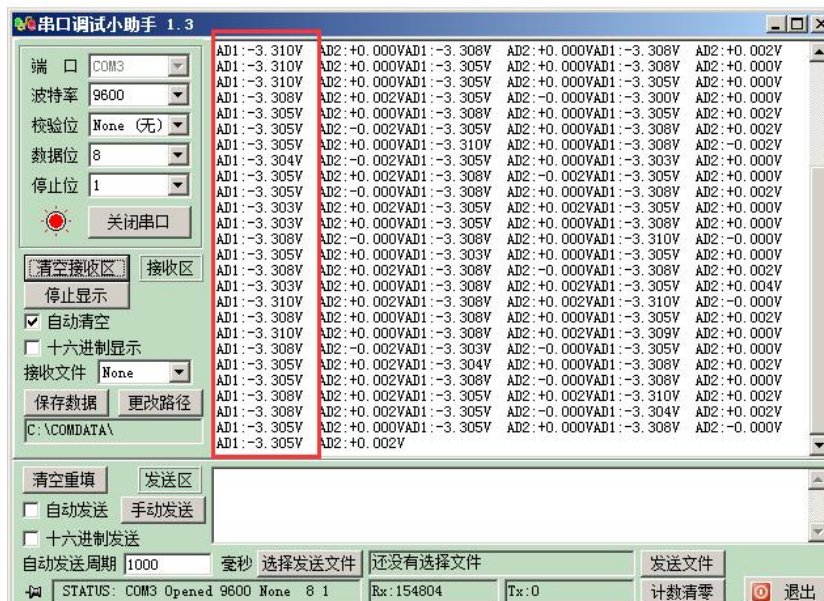 串口调试小助手 1.3
端 口 COM3
波特率 9600
校验位 None (无)
数据位 8
停止位 1
关闭串口
清空接收区 接收区
停止显示
自动清空
十六进制显示
接收文件 None
保存数据 更改路径
C:\COMDATA\
AD1:-3.310V AD2:+0.000VAD1:-3.308V AD2:+0.000VAD1:-3.308V AD2:+0.002V
AD1:-3.310V AD2:+0.000VAD1:-3.305V AD2:+0.000VAD1:-3.308V AD2:+0.000V
AD1:-3.310V AD2:+0.000VAD1:-3.305V AD2:+0.000VAD1:-3.305V AD2:+0.000V
AD1:-3.308V AD2:+0.002VAD1:-3.305V AD2:-0.000VAD1:-3.300V AD2:+0.000V
AD1:-3.305V AD2:+0.000VAD1:-3.308V AD2:+0.002VAD1:-3.305V AD2:+0.002V
AD1:-3.305V AD2:-0.002VAD1:-3.305V AD2:+0.000VAD1:-3.308V AD2:+0.002V
AD1:-3.305V AD2:+0.000VAD1:-3.310V AD2:+0.002VAD1:-3.308V AD2:-0.002V
AD1:-3.304V AD2:-0.002VAD1:-3.305V AD2:-0.000VAD1:-3.303V AD2:+0.000V
AD1:-3.305V AD2:+0.002VAD1:-3.308V AD2:-0.002VAD1:-3.305V AD2:+0.000V
AD1:-3.305V AD2:-0.000VAD1:-3.308V AD2:+0.000VAD1:-3.308V AD2:+0.002V
AD1:-3.303V AD2:+0.002VAD1:-3.305V AD2:+0.002VAD1:-3.305V AD2:+0.000V
AD1:-3.303V AD2:+0.000VAD1:-3.305V AD2:+0.000VAD1:-3.308V AD2:+0.000V
AD1:-3.308V AD2:-0.000VAD1:-3.308V AD2:-0.000VAD1:-3.310V AD2:-0.000V
AD1:-3.305V AD2:+0.000VAD1:-3.303V AD2:+0.000VAD1:-3.305V AD2:+0.000V
AD1:-3.308V AD2:+0.002VAD1:-3.308V AD2:-0.000VAD1:-3.308V AD2:+0.002V
AD1:-3.303V AD2:+0.002VAD1:-3.308V AD2:+0.002VAD1:-3.305V AD2:+0.004V
AD1:-3.310V AD2:+0.002VAD1:-3.308V AD2:+0.002VAD1:-3.310V AD2:-0.000V
AD1:-3.308V AD2:+0.000VAD1:-3.308V AD2:+0.000VAD1:-3.305V AD2:+0.000V
AD1:-3.310V AD2:+0.000VAD1:-3.308V AD2:+0.002VAD1:-3.309V AD2:+0.000V
AD1:-3.308V AD2:-0.002VAD1:-3.303V AD2:-0.000VAD1:-3.305V AD2:+0.000V
AD1:-3.305V AD2:+0.002VAD1:-3.304V AD2:+0.002VAD1:-3.308V AD2:+0.002V
AD1:-3.305V AD2:+0.002VAD1:-3.308V AD2:-0.000VAD1:-3.308V AD2:+0.000V
AD1:-3.308V AD2:-0.002VAD1:-3.305V AD2:+0.002VAD1:-3.310V AD2:+0.002V
AD1:-3.308V AD2:+0.002VAD1:-3.305V AD2:-0.000VAD1:-3.304V AD2:+0.002V
AD1:-3.305V AD2:+0.002VAD1:-3.305V AD2:+0.000VAD1:-3.308V AD2:-0.000V
AD1:-3.305V AD2:+0.002V
清空重填 发送区
自动发送 手动发送
十六进制发送
自动发送周期 1000 毫秒 选择发送文件 还没有选择文件 发送文件
STATUS: COM3 Opened 9600 None 8 1 Rx:154804 Tx:0 计数清零 退出